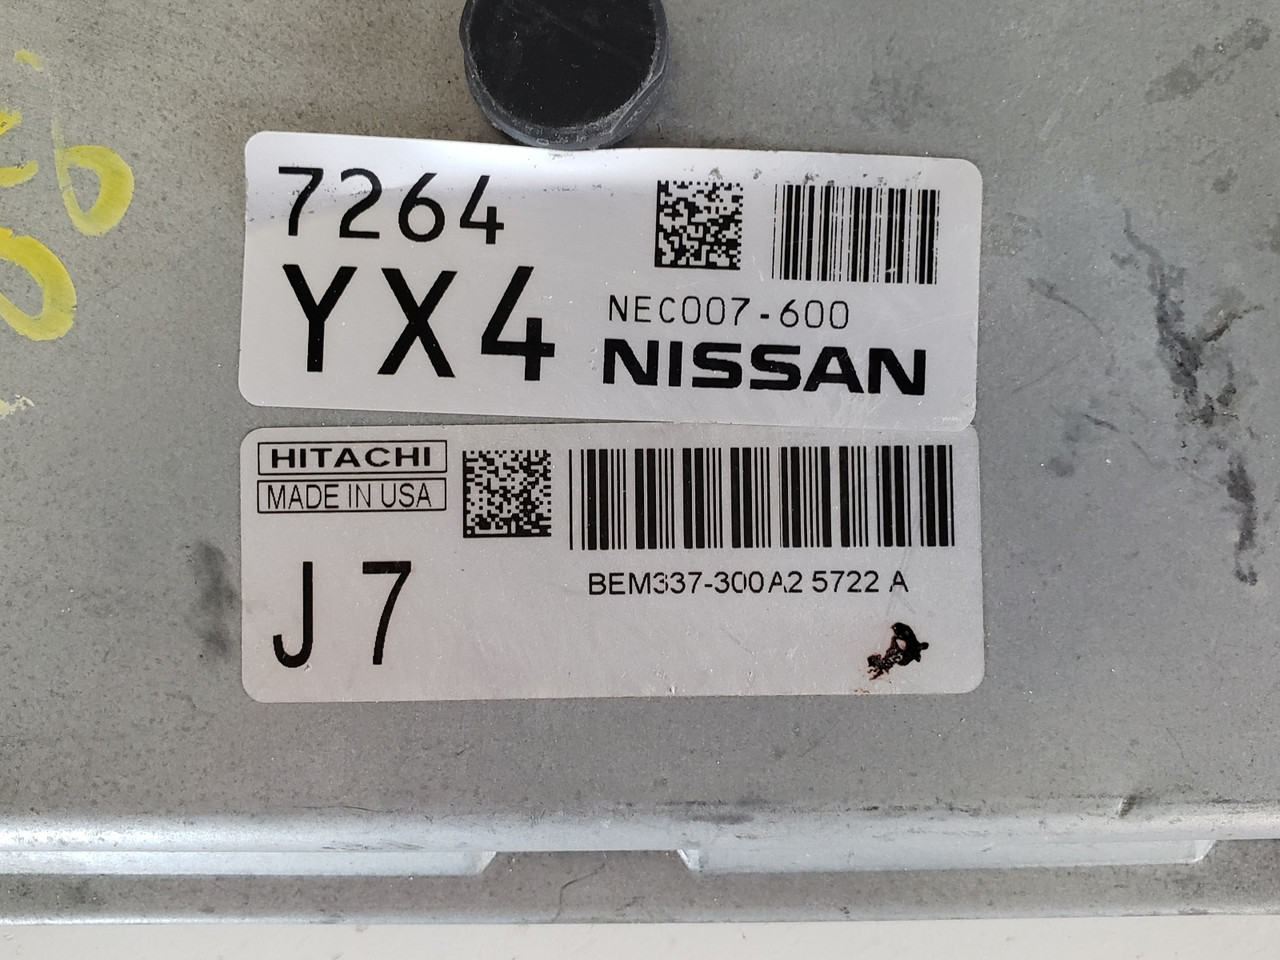 7264
YX4
NEC007-600
NISSAN
HITACHI
MADE IN USA
J7
BEM337-300 A2 5722 A